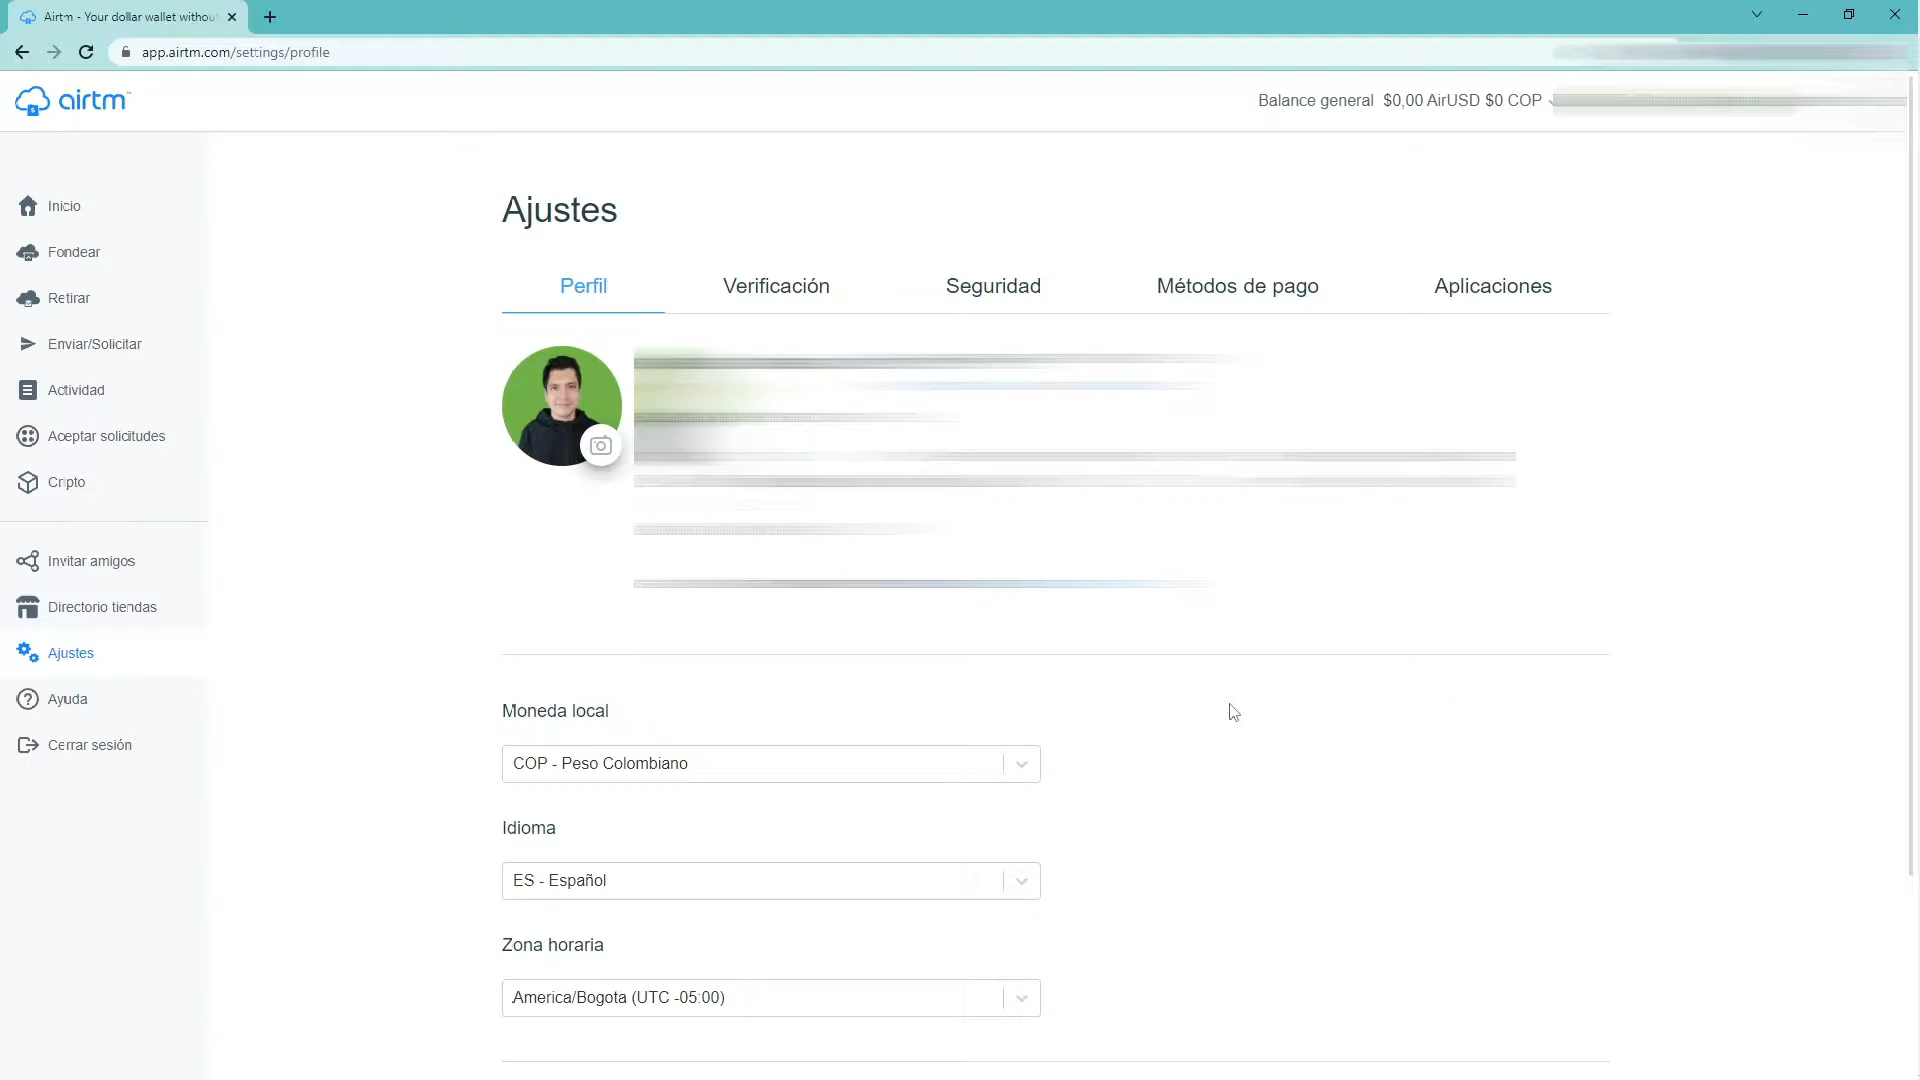 Airtm - Your dollar wallet withou
app.airtm.com/settings/profile
airtm
Balance general $0,00 AirUSD $0 COP
Inicio
Fondear
Retirar
Enviar/Solicitar
Actividad
Aceptar solicitudes
Cripto
Invitar amigos
Directorio tiendas
Ajustes
Ayuda
Cerrar sesión
Ajustes
Perfil Verificación Seguridad Métodos de pago Aplicaciones
Moneda local
COP - Peso Colombiano
Idioma
ES - Español
Zona horaria
America/Bogota (UTC -05:00)